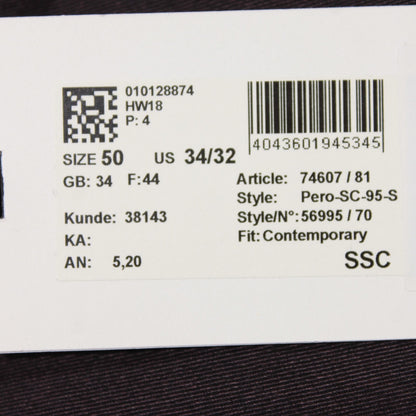 010128874
HW18
P: 4
4043601945345
SIZE 50 US 34/32
GB: 34 F: 44
Article: 74607 / 81
Style: Pero-SC-95-S
Kunde: 38143
Style/N°: 56995 / 70
KA:
Fit: Contemporary
AN: 5,20
SSC